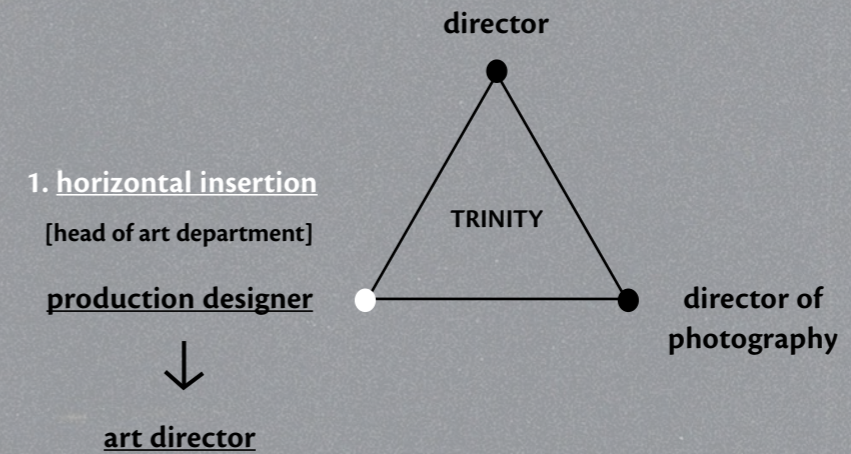 director
1. horizontal insertion
TRINITY
[head of art department]
production designer
director of
photography
art director